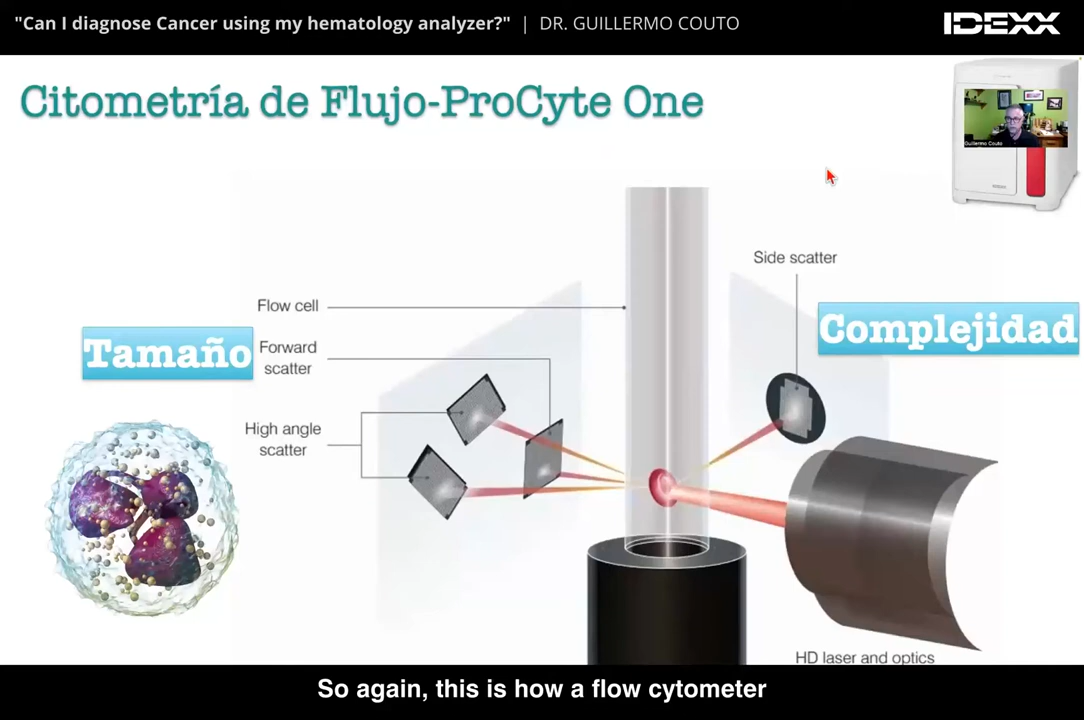 "Can I diagnose Cancer using my hematology analyzer?" | DR. GUILLERMO COUTO
IDEXX
Citometría de Flujo-ProCyte One
Guillermo Couto
Side scatter
Flow cell
Complejidad
Tamaño
Forward
scatter
High angle
scatter
HD laser and optics
So again, this is how a flow cytometer